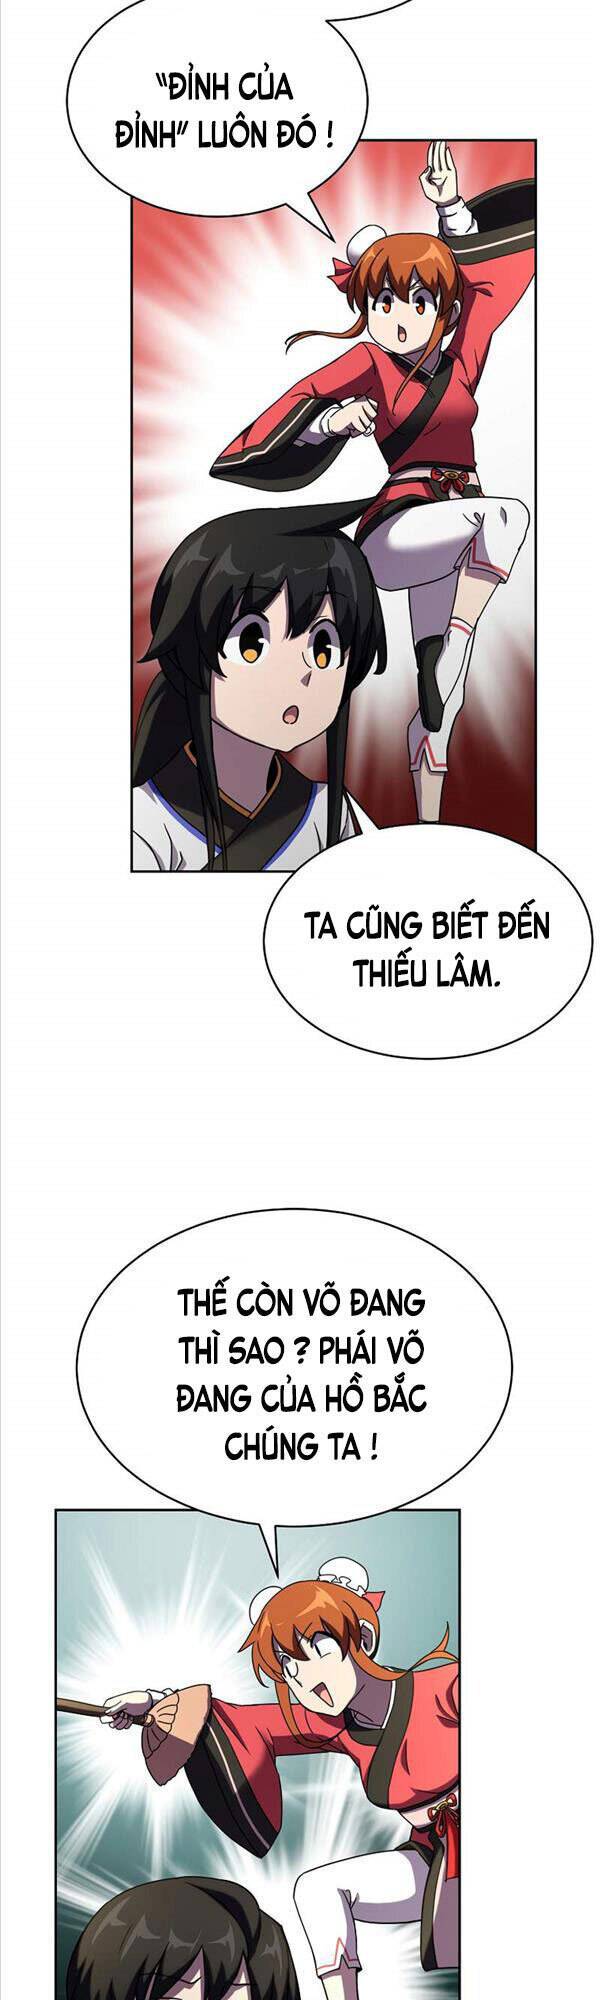 “ĐỈNH CỦA
ĐỈNH” LUÔN ĐÓ !
TA CŨNG BIẾT ĐẾN
THIẾU LÂM.
THẾ CÒN VÕ ĐANG
THÌ SAO ? PHÁI VÕ
ĐANG CỦA HỒ BẮC
CHÚNG TA !